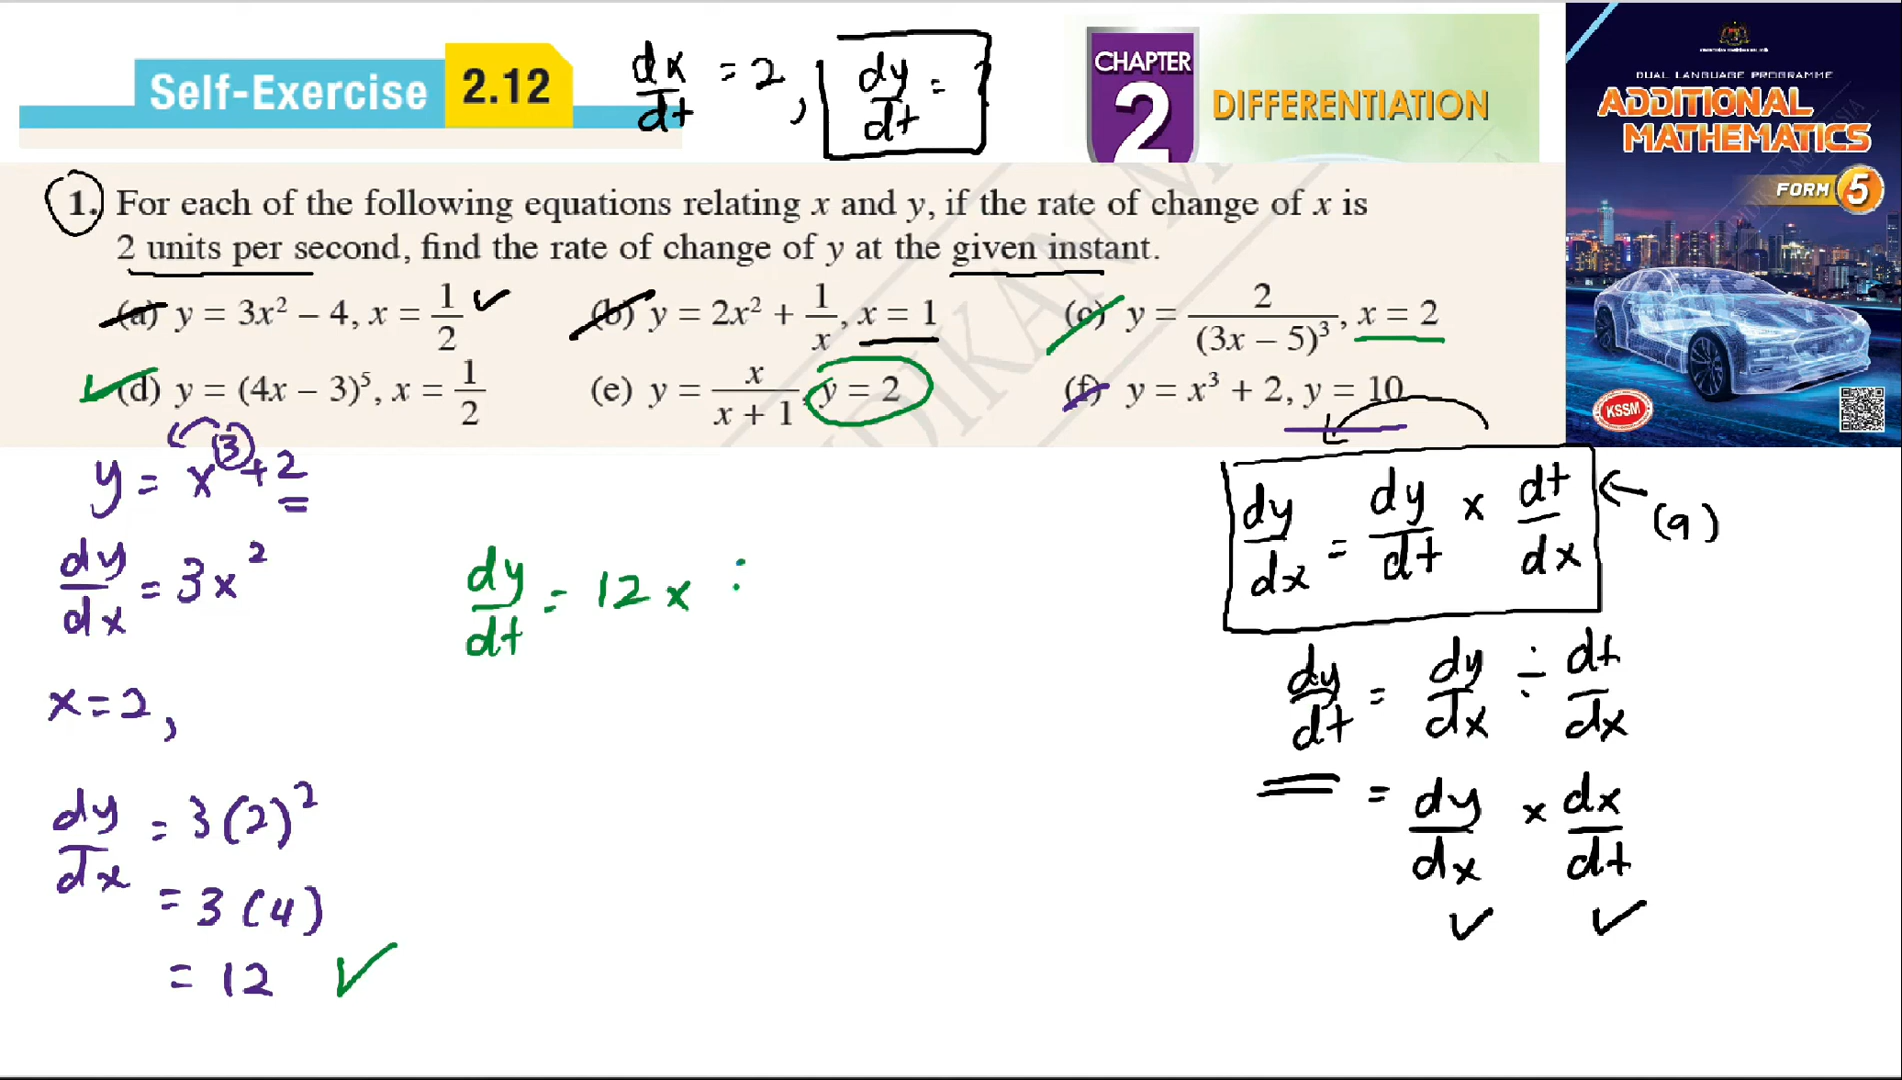 Self-Exercise 2.12
dx/dt = 2, dy/dt = ?
CHAPTER 2 DIFFERENTIATION
DUAL LANGUAGE PROGRAMME
ADDITIONAL
MATHEMATICS
FORM 5
KSSM
1. For each of the following equations relating x and y, if the rate of change of x is
2 units per second, find the rate of change of y at the given instant.
(a) y = 3x² – 4, x = 1/2 ✓ (b) y = 2x² + 1/x, x = 1 (c) y = 2/(3x – 5)³, x = 2
(d) y = (4x – 3)⁵, x = 1/2 (e) y = x/(x + 1), y = 2 (f) y = x³ + 2, y = 10
y = x³ + 2
dy/dx = 3x²
x = 2,
dy/dx = 3(2)²
= 3(4)
= 12 ✓
dy/dt = 12 x
dy/dx = dy/dt × dt/dx ← (a)
dy/dt = dy/dx ÷ dt/dx
= dy/dx × dx/dt
✓ ✓